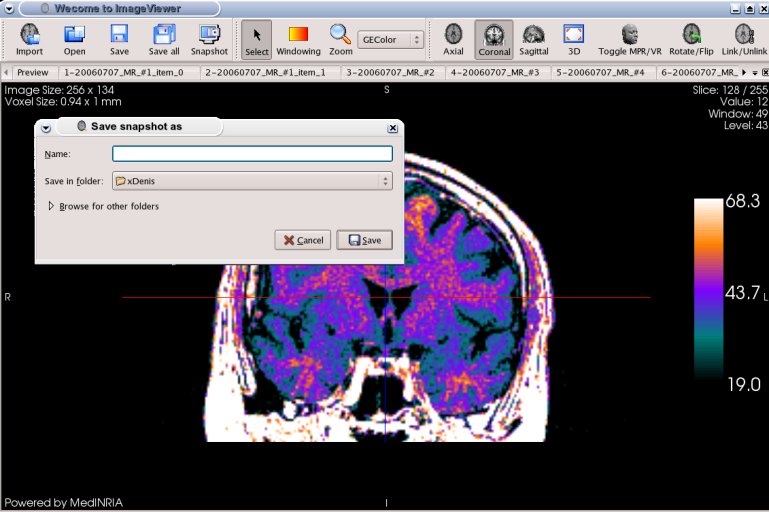 Wecome to ImageViewer
Import Open Save Save all Snapshot Select Windowing Zoom GEColor Axial Coronal Sagittal 3D Toggle MPR/VR Rotate/Flip Link/Unlink
Preview 1-20060707_MR_#1_item_0 2-20060707_MR_#1_item_1 3-20060707_MR_#2 4-20060707_MR_#3 5-20060707_MR_#4 6-20060707_MR_
Image Size: 256 x 134
Voxel Size: 0.94 x 1 mm
S
Slice: 128 / 255
Value: 12
Window: 49
Level: 43
Save snapshot as
Name:
Save in folder: xDenis
Browse for other folders
Cancel Save
68.3
43.7
19.0
R
L
I
Powered by MedINRIA